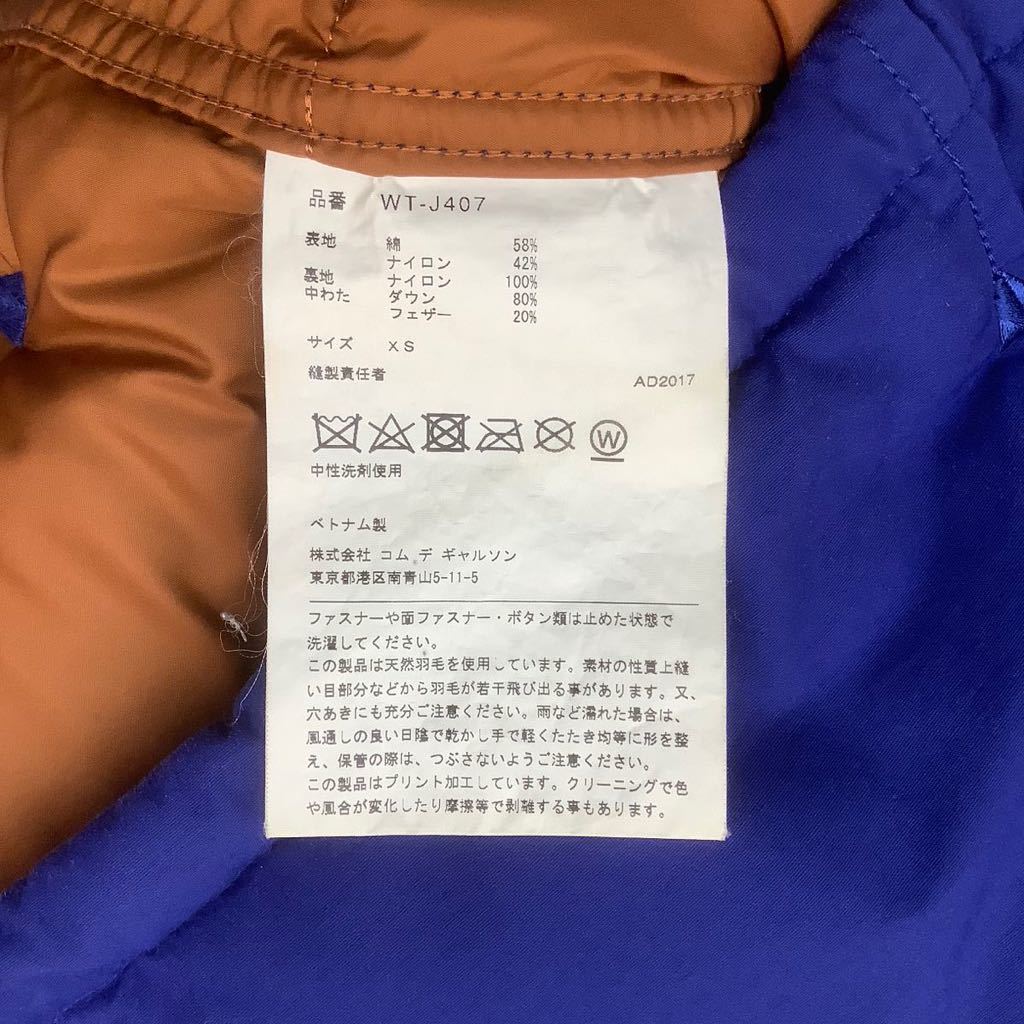 品番 WT-J407
表地 綿 58%
ナイロン 42%
裏地 ナイロン 100%
中わた ダウン 80%
フェザー 20%
サイズ XS
縫製責任者 AD2017
W
中性洗剤使用
ベトナム製
株式会社 コム デ ギャルソン
東京都港区南青山5-11-5
ファスナーや面ファスナー・ボタン類は止めた状態で
洗濯してください。
この製品は天然羽毛を使用しています。素材の性質上縫
い目部分などから羽毛が若干飛び出る事があります。又、
穴あきにも充分ご注意ください。雨など濡れた場合は、
風通しの良い日陰で乾かし手で軽くたたき均等に形を整
え、保管の際は、つぶさないようご注意ください。
この製品はプリント加工しています。クリーニングで色
や風合が変化したり摩擦等で剥離する事もあります。